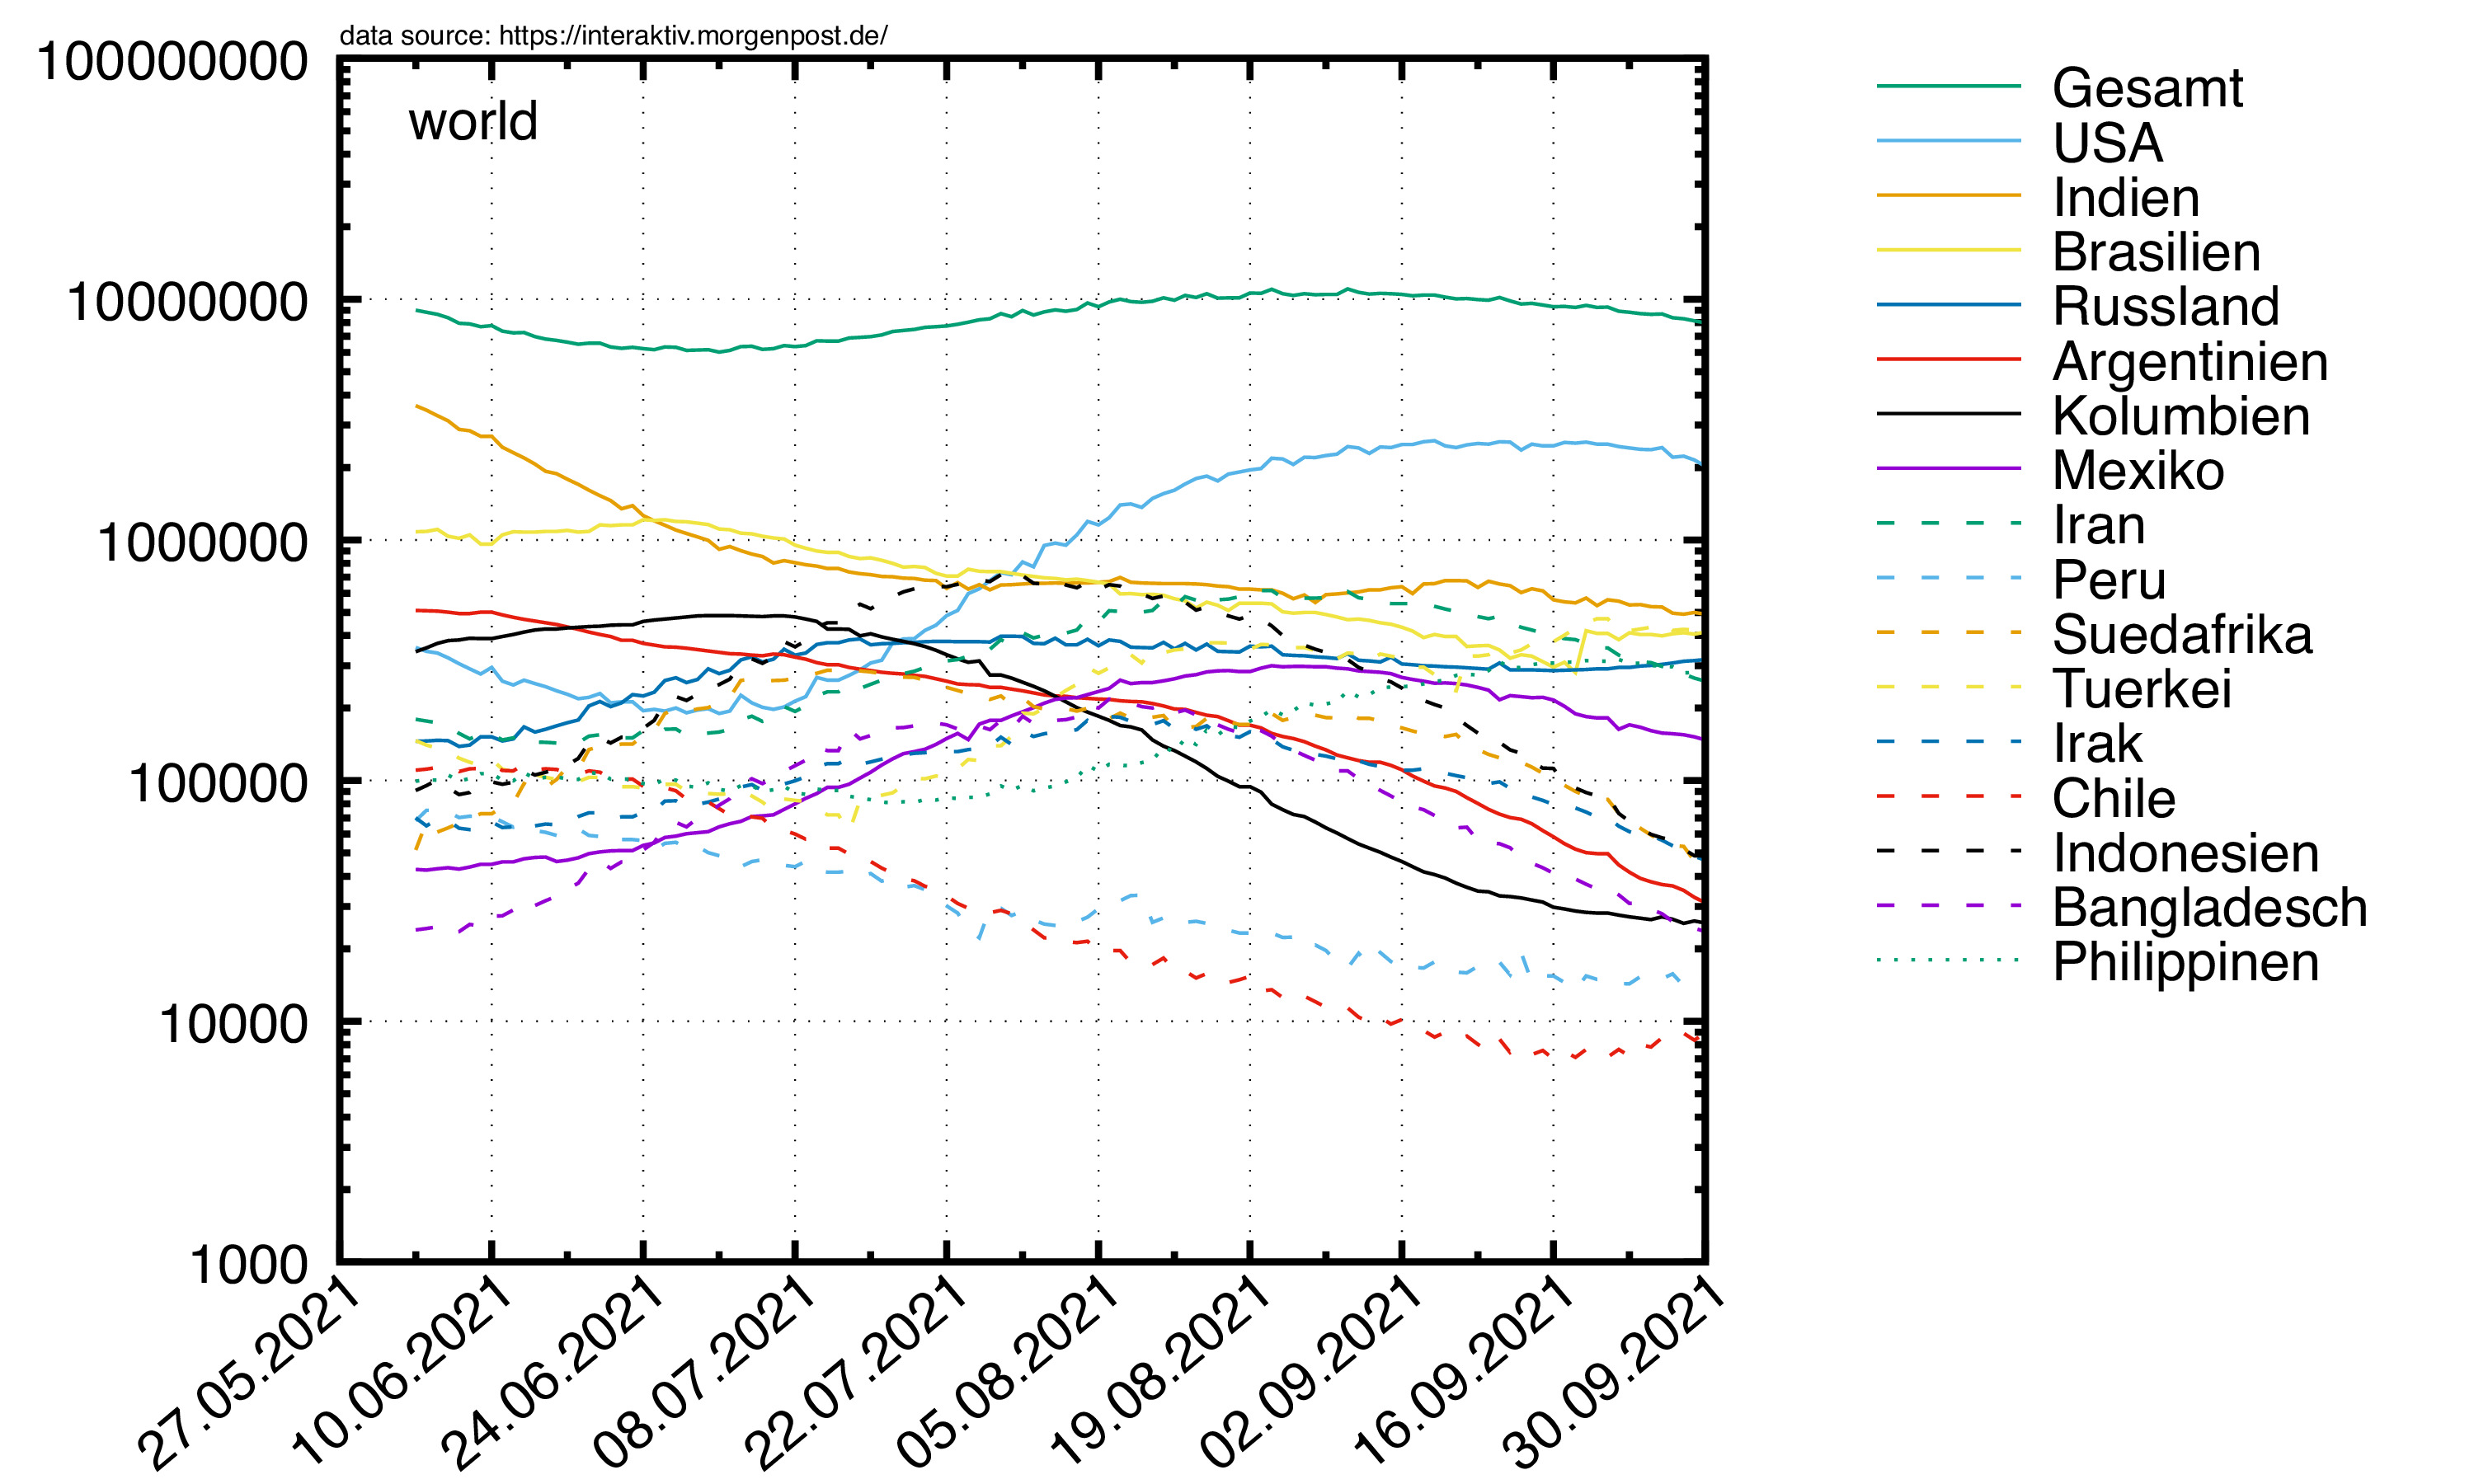 data source: https://interaktiv.morgenpost.de/
world
100000000
10000000
1000000
100000
10000
1000
27.05.2021
10.06.2021
24.06.2021
08.07.2021
22.07.2021
05.08.2021
19.08.2021
02.09.2021
16.09.2021
30.09.2021
Gesamt
USA
Indien
Brasilien
Russland
Argentinien
Kolumbien
Mexiko
Iran
Peru
Suedafrika
Tuerkei
Irak
Chile
Indonesien
Bangladesch
Philippinen